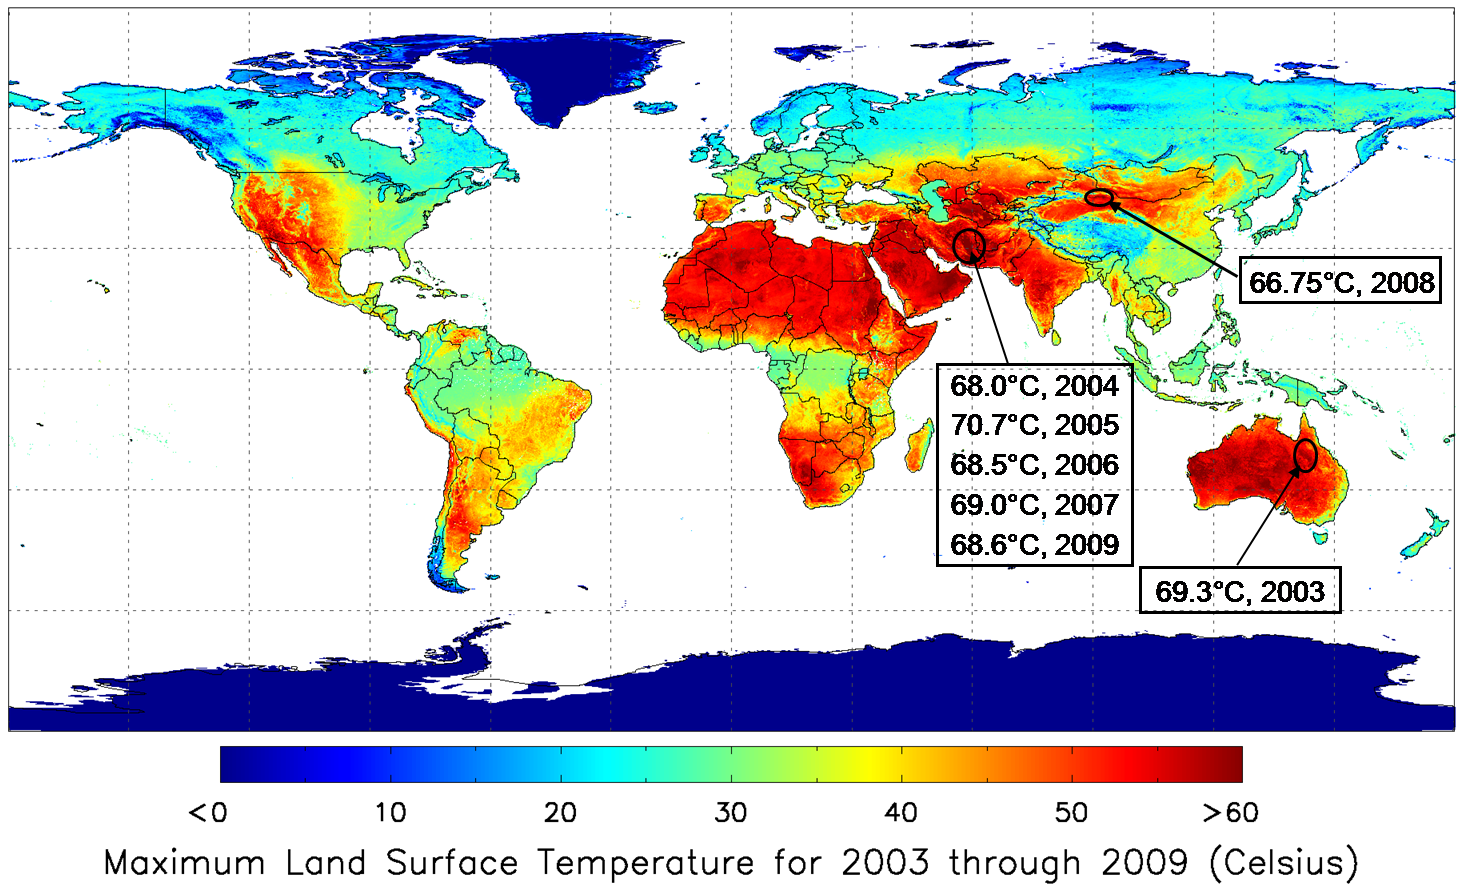 66.75°C, 2008
68.0°C, 2004
70.7°C, 2005
68.5°C, 2006
69.0°C, 2007
68.6°C, 2009
69.3°C, 2003
<0 10 20 30 40 50 >60
Maximum Land Surface Temperature for 2003 through 2009 (Celsius)